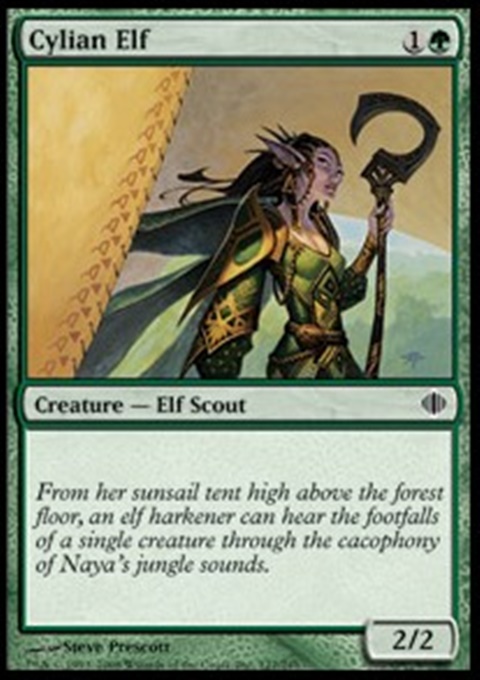 Cylian Elf 1
Creature — Elf Scout
From her sunsail tent high above the forest
floor, an elf harkener can hear the footfalls
of a single creature through the cacophony
of Naya's jungle sounds.
2/2
Steve Prescott